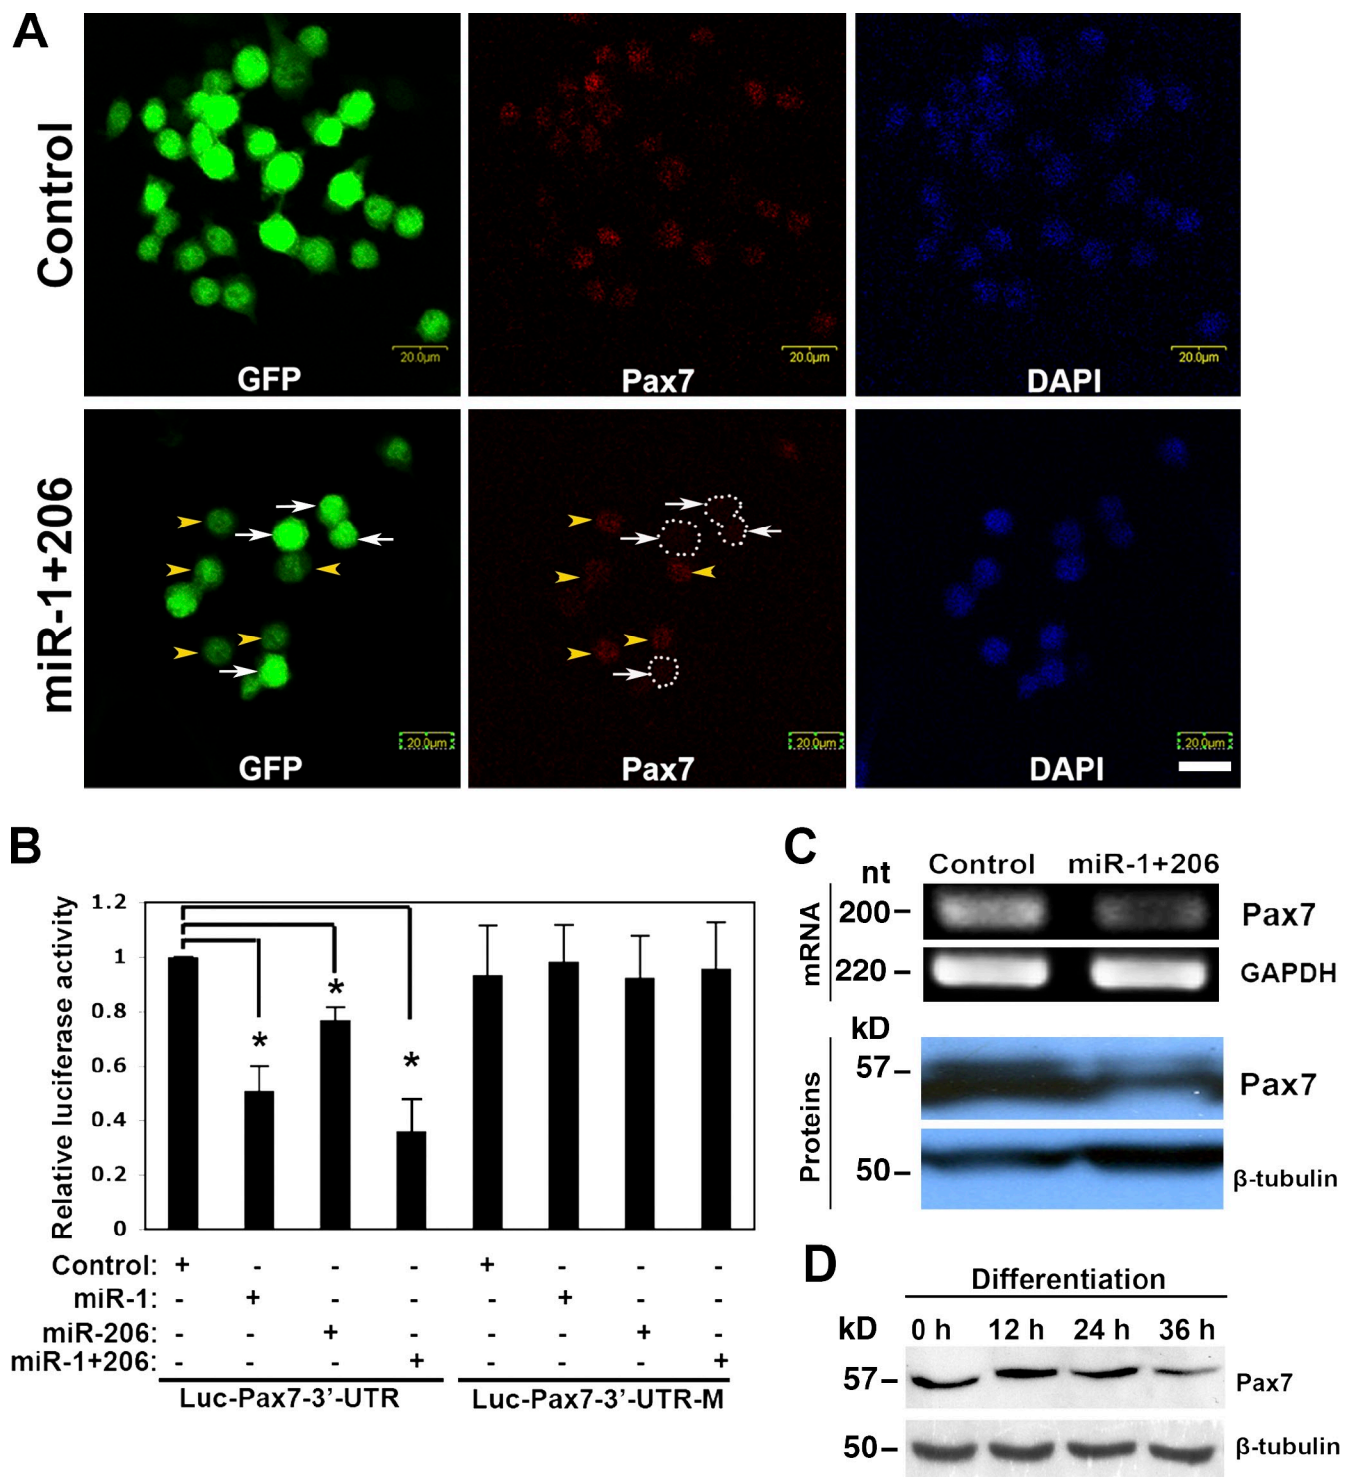 A
Control
20.0µm
20.0µm
20.0µm
GFP
Pax7
DAPI
miR-1+206
20.0µm
20.0µm
20.0µm
GFP
Pax7
DAPI
B
Relative luciferase activity
1.2
1
0.8
0.6
0.4
0.2
0
*
*
*
Control: + - - - + - - -
miR-1: - + - - - + - -
miR-206: - - + - - - + -
miR-1+206: - - - + - - - +
Luc-Pax7-3’-UTR
Luc-Pax7-3’-UTR-M
C
nt
Control
miR-1+206
mRNA
200
Pax7
220
GAPDH
kD
Proteins
57
Pax7
50
β-tubulin
D
Differentiation
kD
0 h
12 h
24 h
36 h
57
Pax7
50
β-tubulin